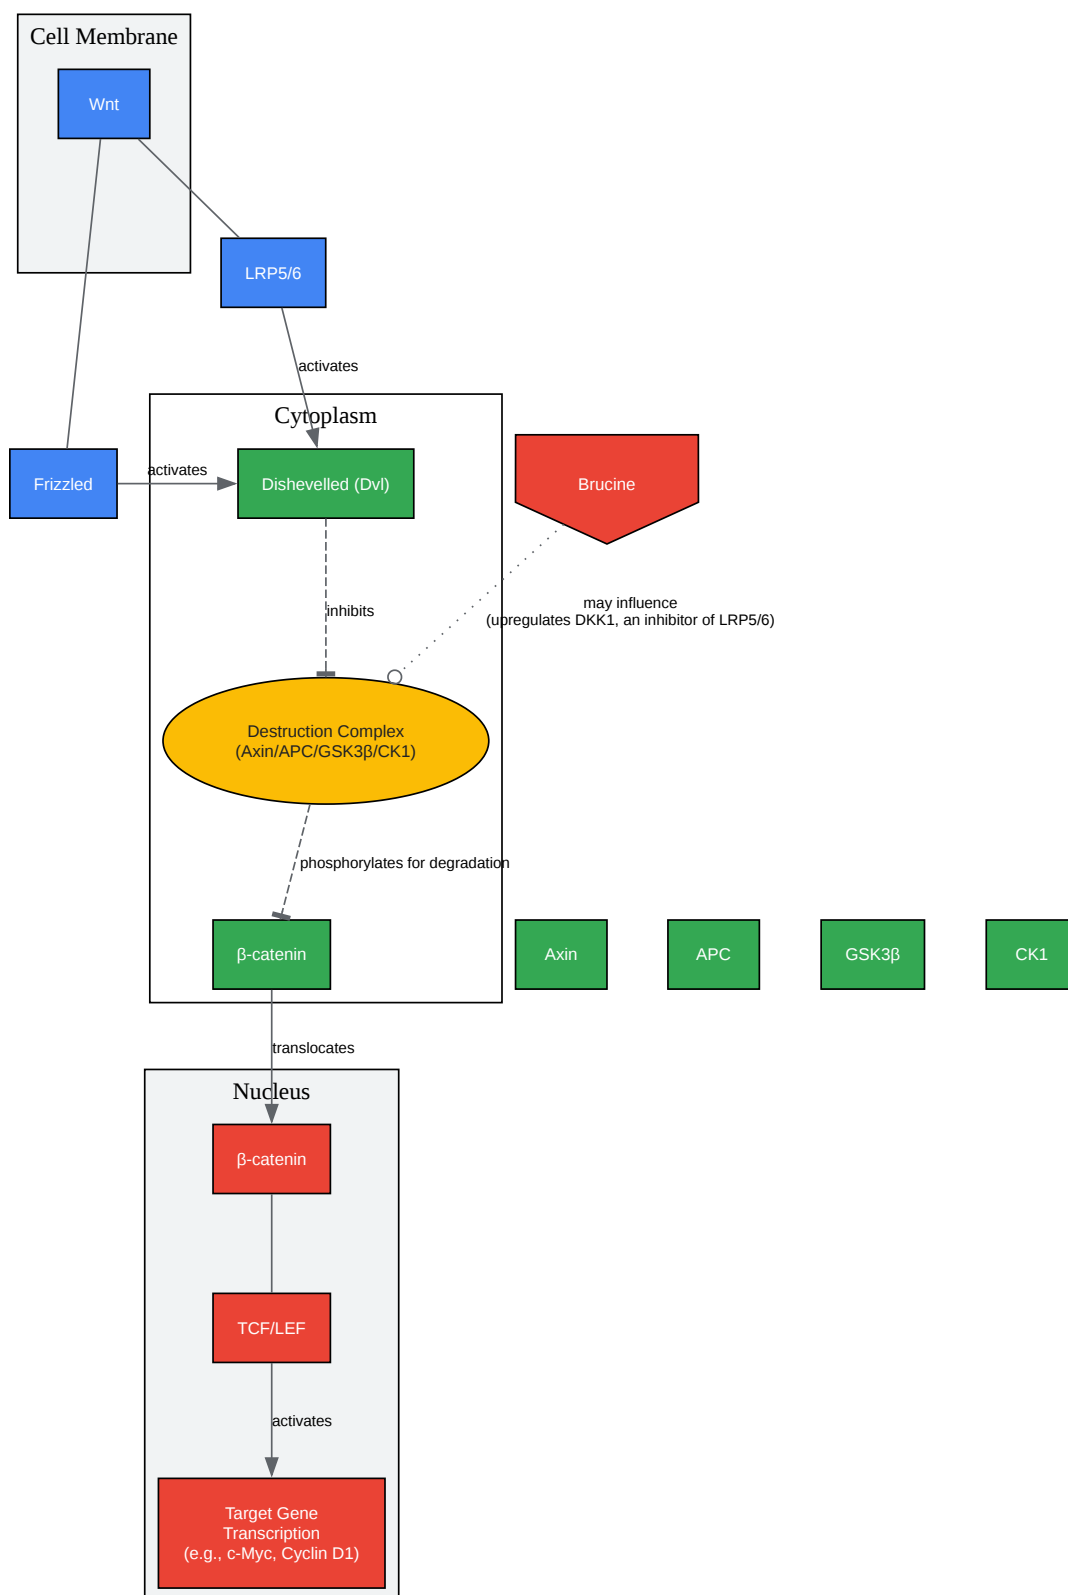 Cell Membrane
Wnt
LRP5/6
activates
Cytoplasm
Frizzled
activates
Dishevelled (Dvl)
Brucine
inhibits
may influence
(upregulates DKK1, an inhibitor of LRP5/6)
Destruction Complex
(Axin/APC/GSK3β/CK1)
phosphorylates for degradation
β-catenin
Axin
APC
GSK3β
CK1
translocates
Nucleus
β-catenin
TCF/LEF
activates
Target Gene
Transcription
(e.g., c-Myc, Cyclin D1)